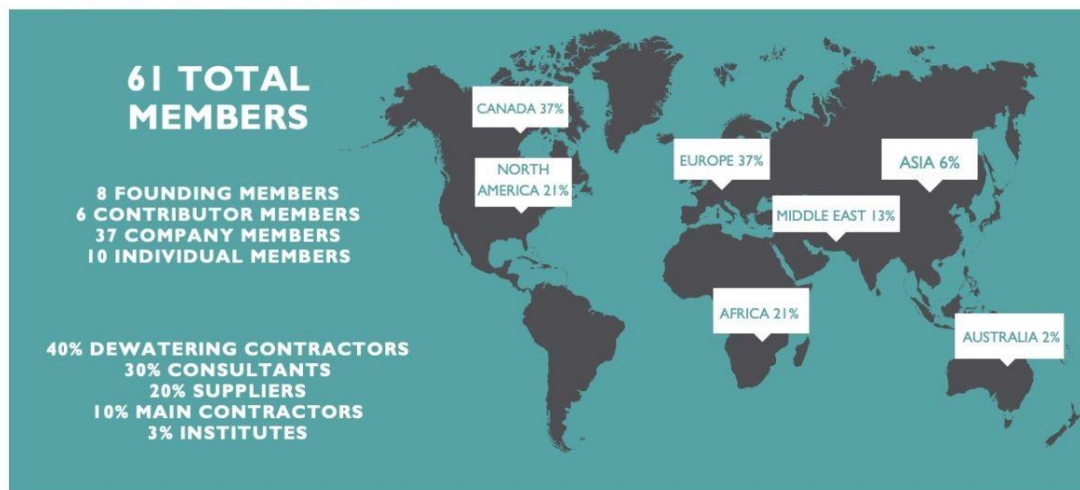 61 TOTAL
MEMBERS
8 FOUNDING MEMBERS
6 CONTRIBUTOR MEMBERS
37 COMPANY MEMBERS
10 INDIVIDUAL MEMBERS
40% DEWATERING CONTRACTORS
30% CONSULTANTS
20% SUPPLIERS
10% MAIN CONTRACTORS
3% INSTITUTES
CANADA 37%
NORTH
AMERICA 21%
EUROPE 37%
ASIA 6%
MIDDLE EAST 13%
AFRICA 21%
AUSTRALIA 2%